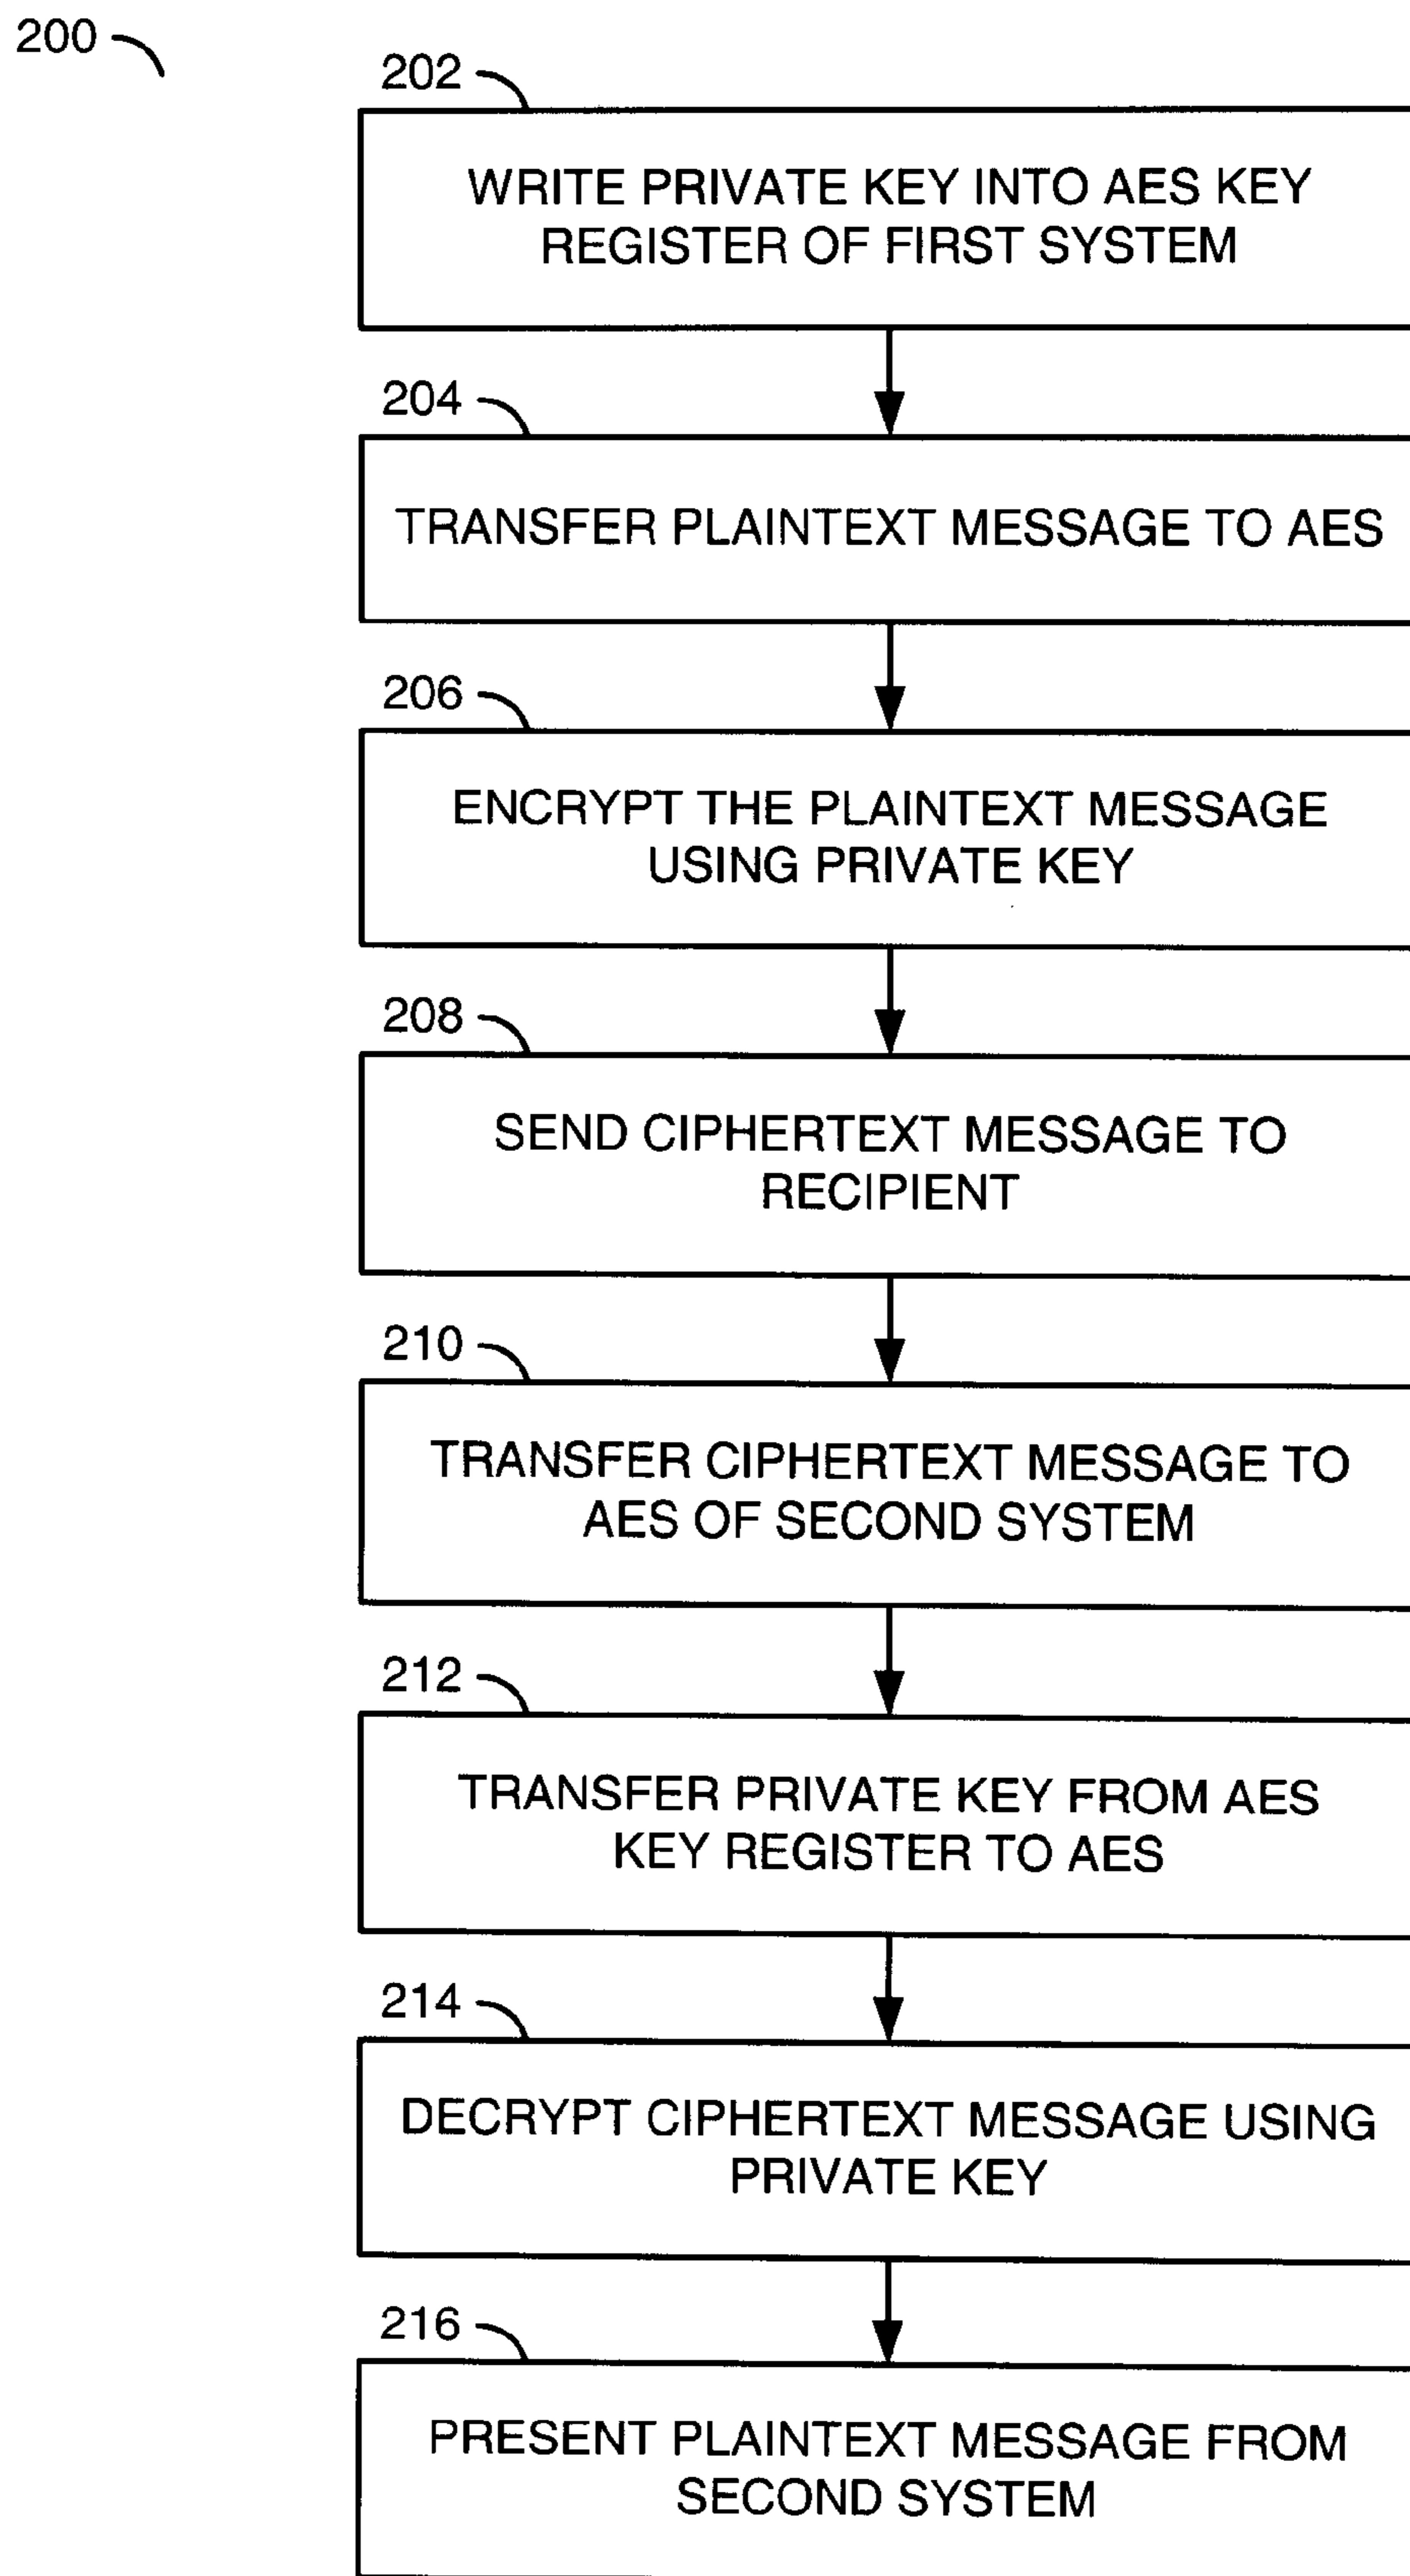 200
202
WRITE PRIVATE KEY INTO AES KEY
REGISTER OF FIRST SYSTEM
204
TRANSFER PLAINTEXT MESSAGE TO AES
206
ENCRYPT THE PLAINTEXT MESSAGE
USING PRIVATE KEY
208
SEND CIPHERTEXT MESSAGE TO
RECIPIENT
210
TRANSFER CIPHERTEXT MESSAGE TO
AES OF SECOND SYSTEM
212
TRANSFER PRIVATE KEY FROM AES
KEY REGISTER TO AES
214
DECRYPT CIPHERTEXT MESSAGE USING
PRIVATE KEY
216
PRESENT PLAINTEXT MESSAGE FROM
SECOND SYSTEM